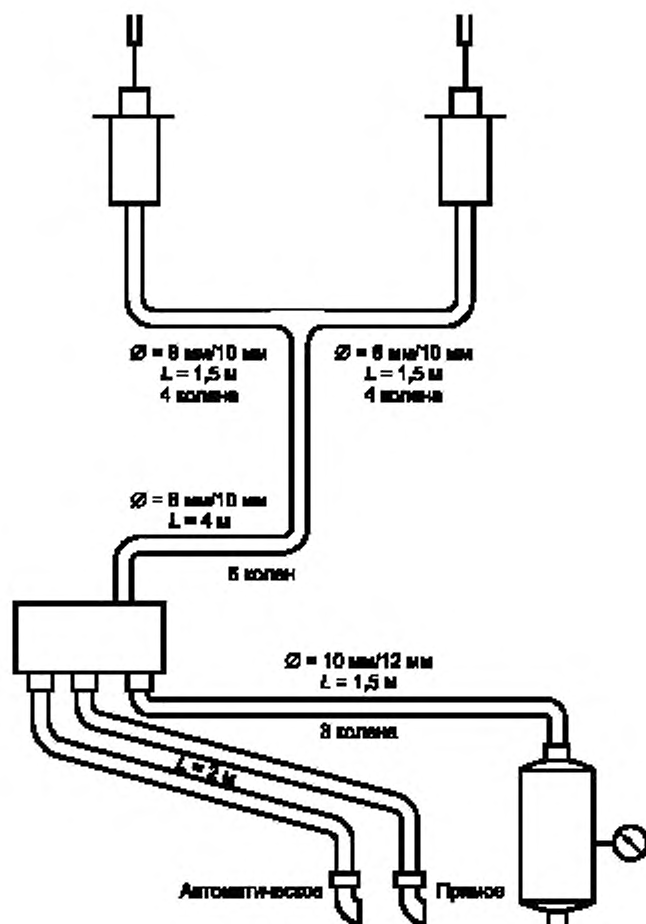 Ø = 8 мм/10 мм
L = 1,5 м
4 колена
Ø = 8 мм/10 мм
L = 1,5 м
4 колена
Ø = 8 мм/10 мм
L = 4 м
5 колен
Ø = 10 мм/12 мм
L = 1,5 м
3 колена
L = 2 м
Автоматическое
Прямое